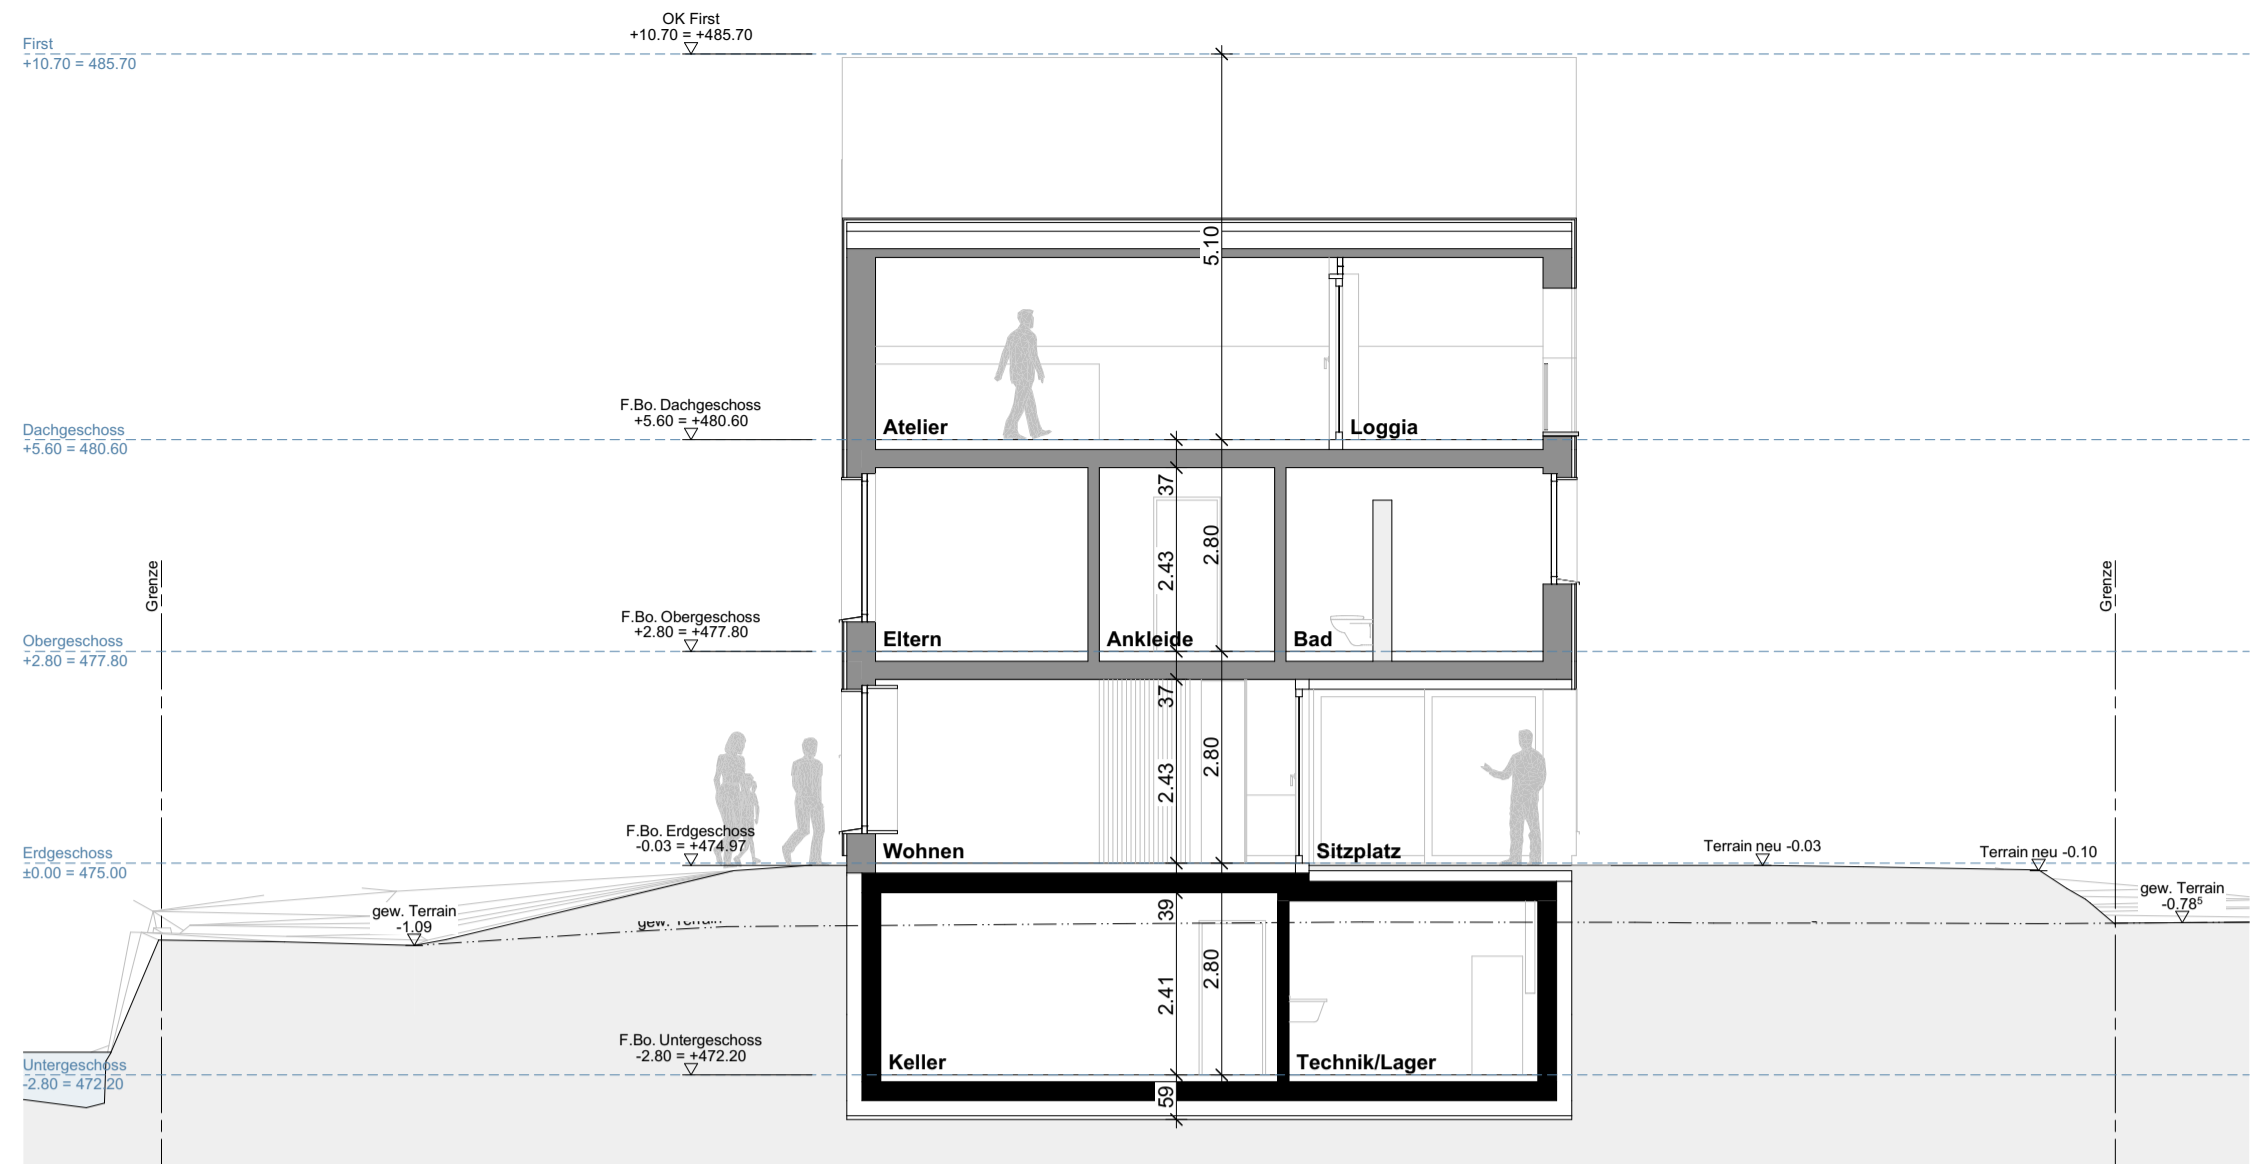 OK First
+10.70 = +485.70
First
+10.70 = 485.70
5.10
F.Bo. Dachgeschoss
+5.60 = +480.60
Dachgeschoss
+5.60 = 480.60
Atelier
Loggia
37
2.43
2.80
Grenze
Grenze
F.Bo. Obergeschoss
+2.80 = +477.80
Obergeschoss
+2.80 = 477.80
Eltern
Ankleide
Bad
37
2.43
2.80
F.Bo. Erdgeschoss
-0.03 = +474.97
Erdgeschoss
±0.00 = 475.00
Wohnen
Sitzplatz
Terrain neu -0.03
Terrain neu -0.10
gew. Terrain
-1.09
gew. Terrain
gew. Terrain
-0.78⁵
39
2.41
2.80
F.Bo. Untergeschoss
-2.80 = +472.20
Untergeschoss
-2.80 = 472.20
Keller
Technik/Lager
59